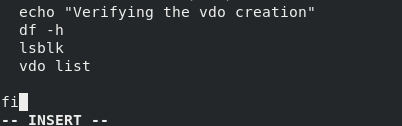 echo "Verifying the vdo creation"
df -h
lsblk
vdo list
fi
-- INSERT --